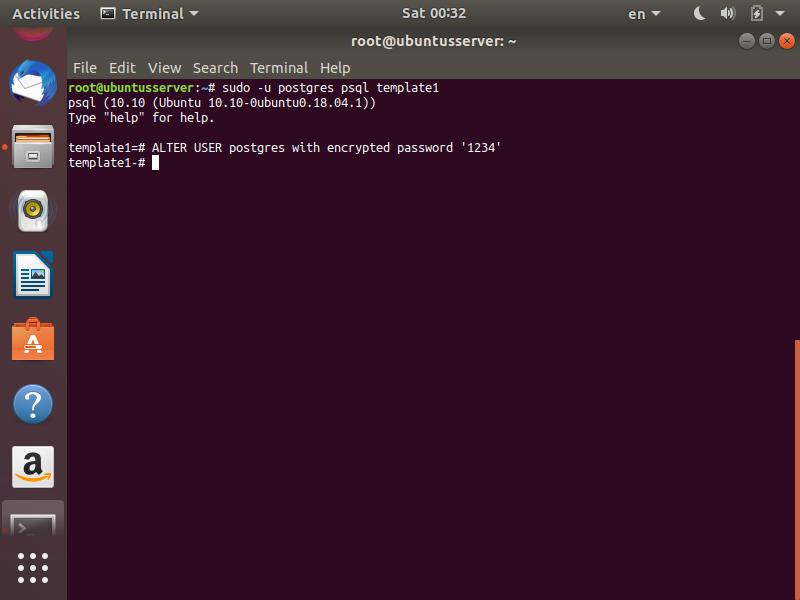 Activities Terminal Sat 00:32 en
root@ubuntusserver: ~
File Edit View Search Terminal Help
root@ubuntusserver:~# sudo -u postgres psql template1
psql (10.10 (Ubuntu 10.10-0ubuntu0.18.04.1))
Type "help" for help.
template1=# ALTER USER postgres with encrypted password '1234'
template1-#